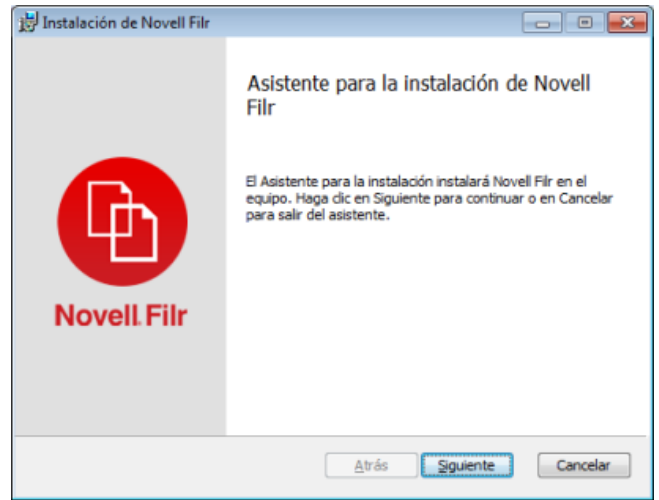 Instalación de Novell Filr
Asistente para la instalación de Novell
Filr
El Asistente para la instalación instalará Novell Filr en el
equipo. Haga clic en Siguiente para continuar o en Cancelar
para salir del asistente.
Novell Filr
Atrás
Siguiente
Cancelar